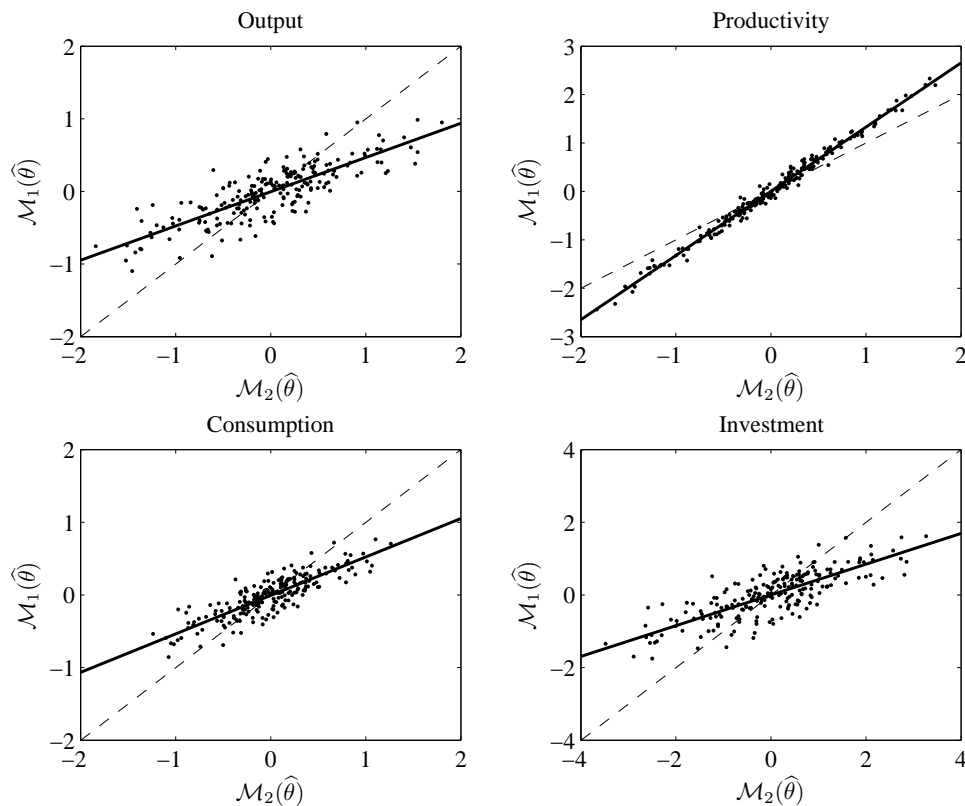 Output
2
1
0
−1
−2
−2 −1 0 1 2
ℳ₁(θ̂)
ℳ₂(θ̂)
Productivity
3
2
1
0
−1
−2
−3
−2 −1 0 1 2
ℳ₁(θ̂)
ℳ₂(θ̂)
Consumption
2
1
0
−1
−2
−2 −1 0 1 2
ℳ₁(θ̂)
ℳ₂(θ̂)
Investment
4
2
0
−2
−4
−4 −2 0 2 4
ℳ₁(θ̂)
ℳ₂(θ̂)